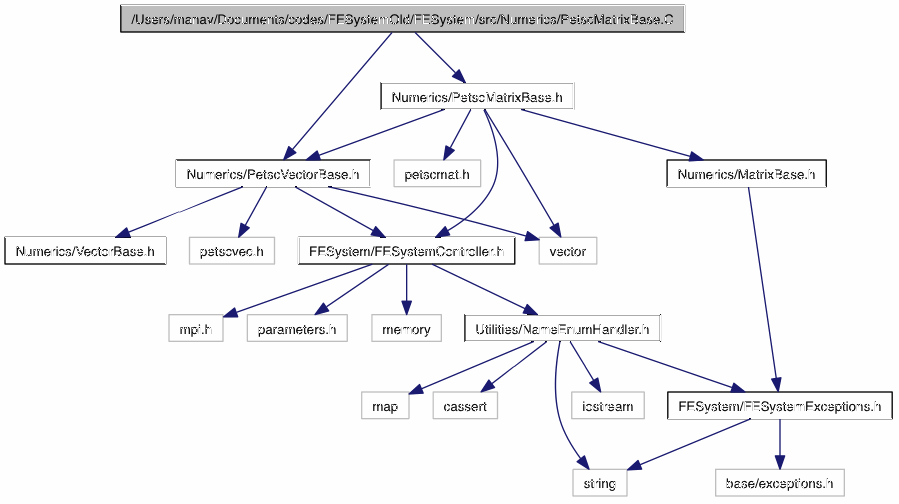 /Users/manav/Documents/codes/FESystemOld/FESystem/src/Numerics/PetscMatrixBase.C
Numerics/PetscMatrixBase.h
Numerics/PetscVectorBase.h
petscmat.h
Numerics/MatrixBase.h
Numerics/VectorBase.h
petscvec.h
FESystem/FESystemController.h
vector
mpi.h
parameters.h
memory
Utilities/NameEnumHandler.h
map
cassert
iostream
FESystem/FESystemExceptions.h
string
base/exceptions.h